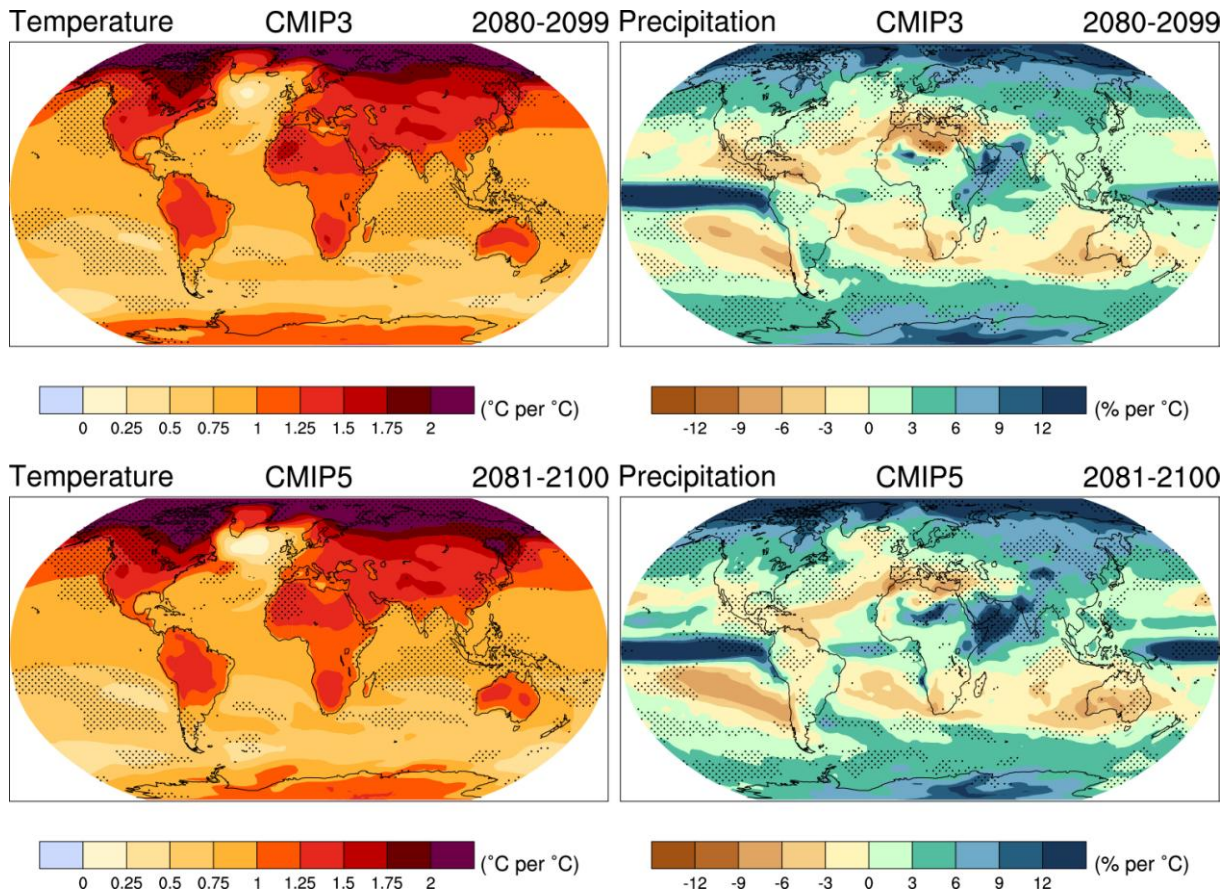 Temperature CMIP3 2080-2099
Precipitation CMIP3 2080-2099
0 0.25 0.5 0.75 1 1.25 1.5 1.75 2 (°C per °C)
-12 -9 -6 -3 0 3 6 9 12 (% per °C)
Temperature CMIP5 2081-2100
Precipitation CMIP5 2081-2100
0 0.25 0.5 0.75 1 1.25 1.5 1.75 2 (°C per °C)
-12 -9 -6 -3 0 3 6 9 12 (% per °C)